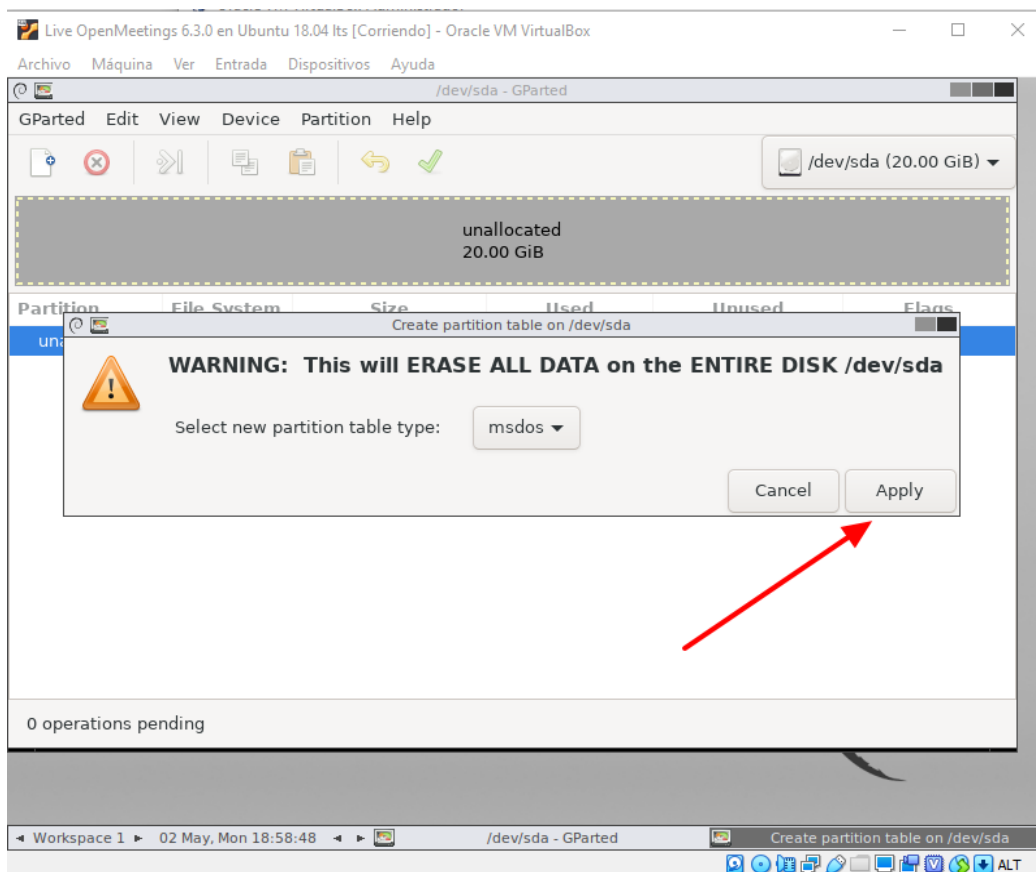 Live OpenMeetings 6.3.0 en Ubuntu 18.04 lts [Corriendo] - Oracle VM VirtualBox
Archivo Máquina Ver Entrada Dispositivos Ayuda
/dev/sda - GParted
GParted Edit View Device Partition Help
/dev/sda (20.00 GiB)
unallocated
20.00 GiB
Partition File System Size Used Unused Flags
una
Create partition table on /dev/sda
WARNING: This will ERASE ALL DATA on the ENTIRE DISK /dev/sda
Select new partition table type: msdos
Cancel Apply
0 operations pending
Workspace 1 02 May, Mon 18:58:48 /dev/sda - GParted Create partition table on /dev/sda
ALT